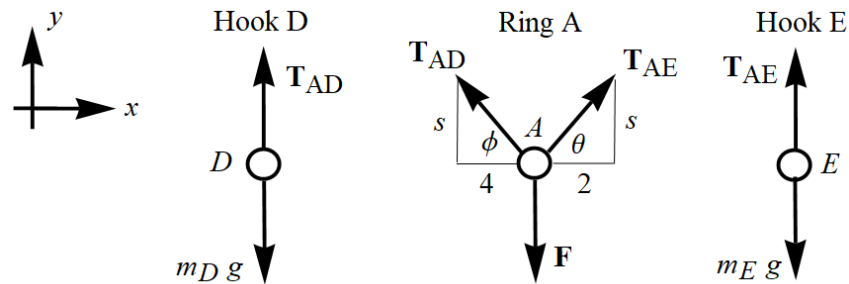 y
x
Hook D
T_AD
D
m_D g
Ring A
T_AD
T_AE
s
ϕ
A
θ
s
4
2
F
Hook E
T_AE
E
m_E g